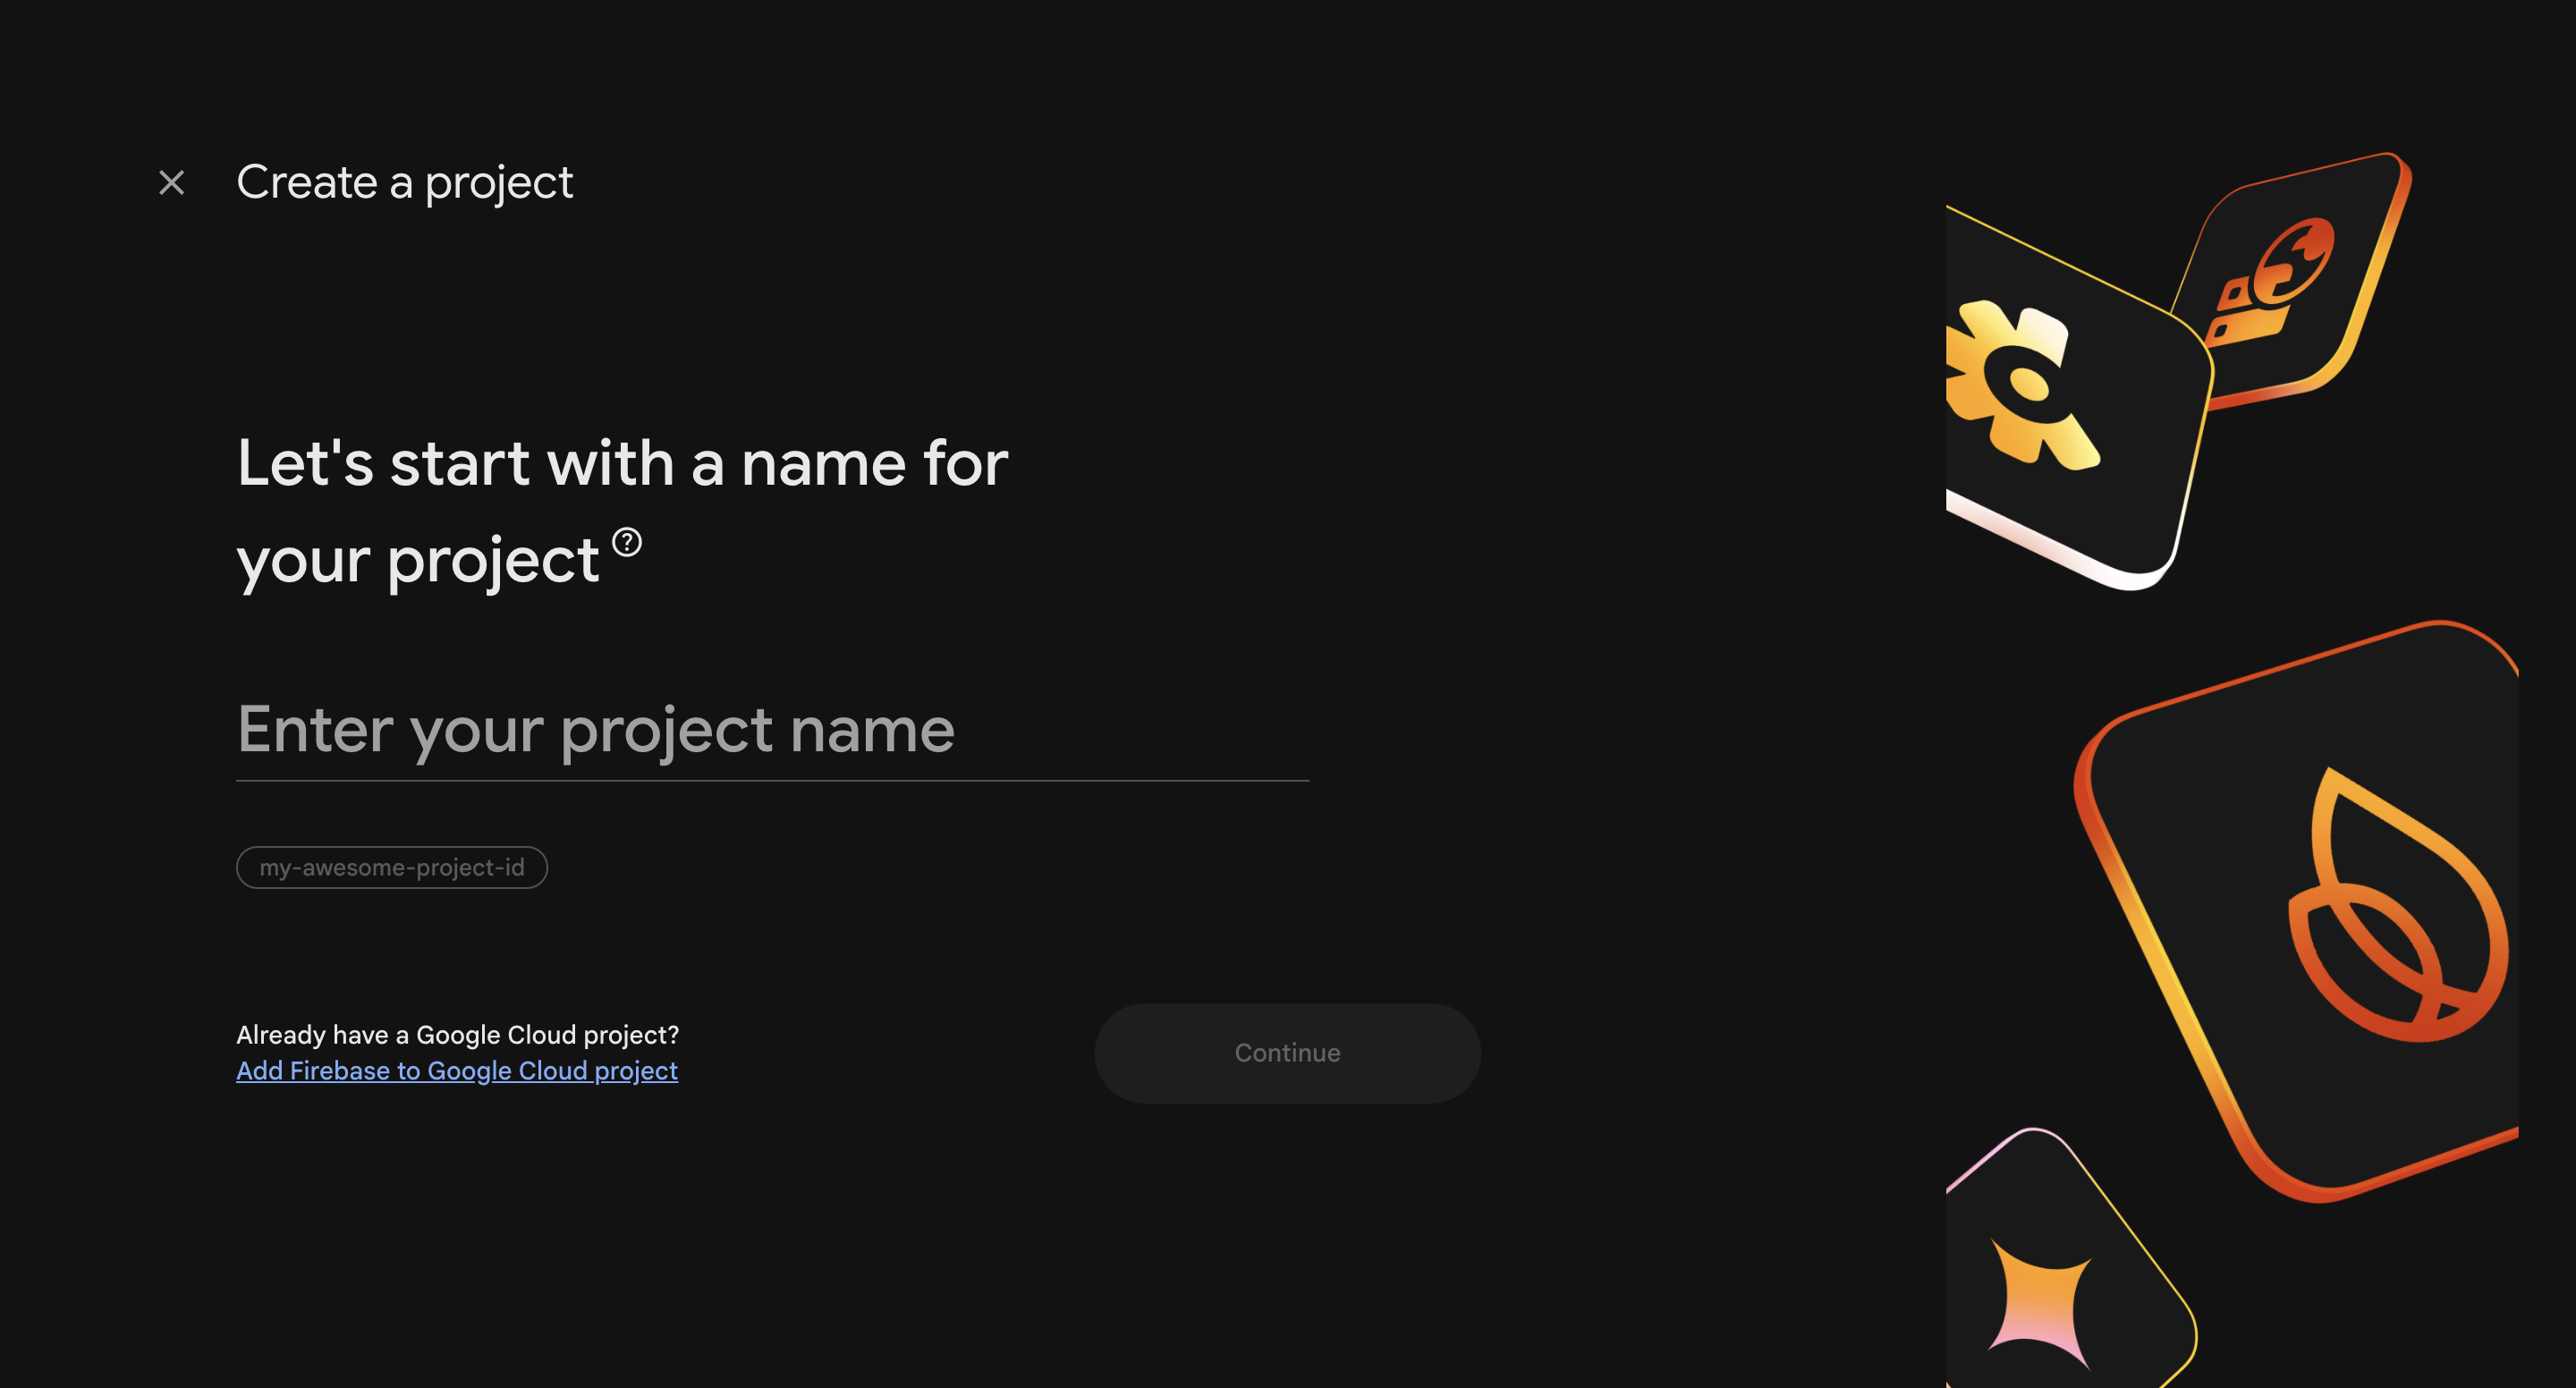 Create a project
Let's start with a name for
your project
Enter your project name
my-awesome-project-id
Already have a Google Cloud project?
Add Firebase to Google Cloud project
Continue